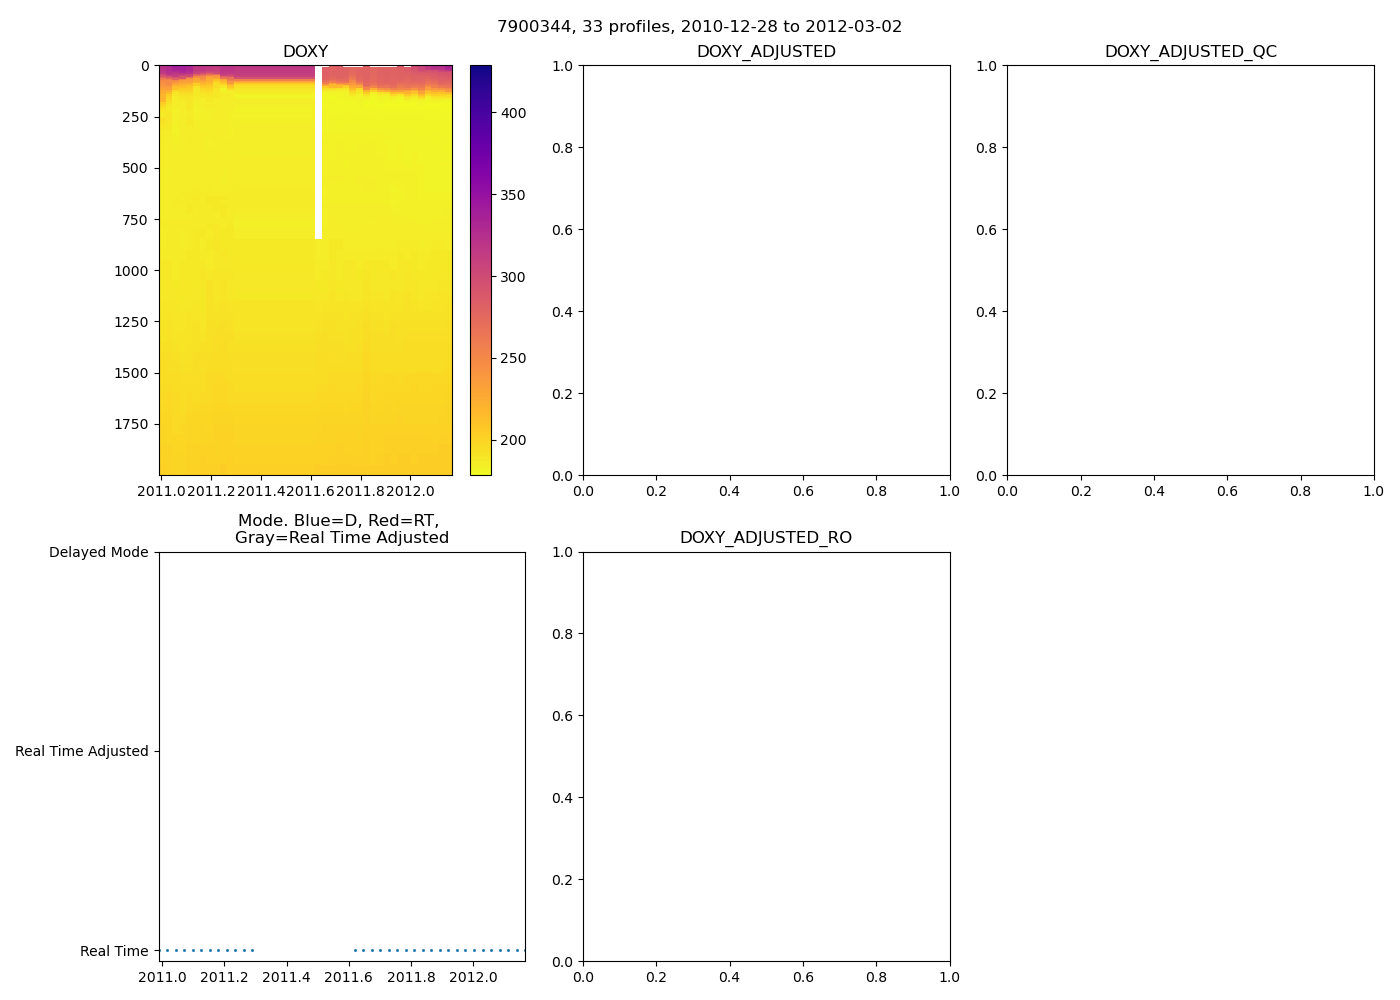 7900344, 33 profiles, 2010-12-28 to 2012-03-02
DOXY
0
250
500
750
1000
1250
1500
1750
2011.0 2011.2 2011.4 2011.6 2011.8 2012.0
400
350
300
250
200
DOXY_ADJUSTED
1.0
0.8
0.6
0.4
0.2
0.0
0.0 0.2 0.4 0.6 0.8 1.0
DOXY_ADJUSTED_QC
1.0
0.8
0.6
0.4
0.2
0.0
0.0 0.2 0.4 0.6 0.8 1.0
Mode. Blue=D, Red=RT,
Gray=Real Time Adjusted
Delayed Mode
Real Time Adjusted
Real Time
2011.0 2011.2 2011.4 2011.6 2011.8 2012.0
DOXY_ADJUSTED_RO
1.0
0.8
0.6
0.4
0.2
0.0
0.0 0.2 0.4 0.6 0.8 1.0